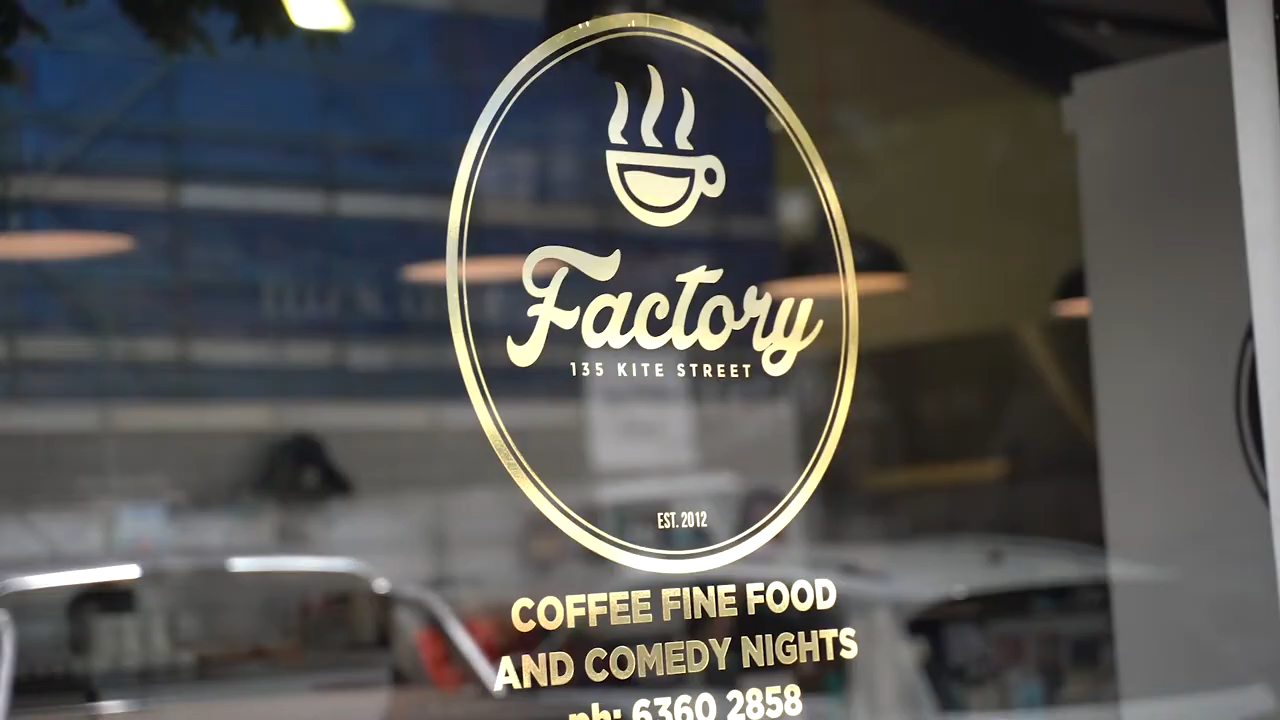 Factory
135 KITE STREET
EST. 2012
COFFEE FINE FOOD
AND COMEDY NIGHTS
ph: 6360 2858